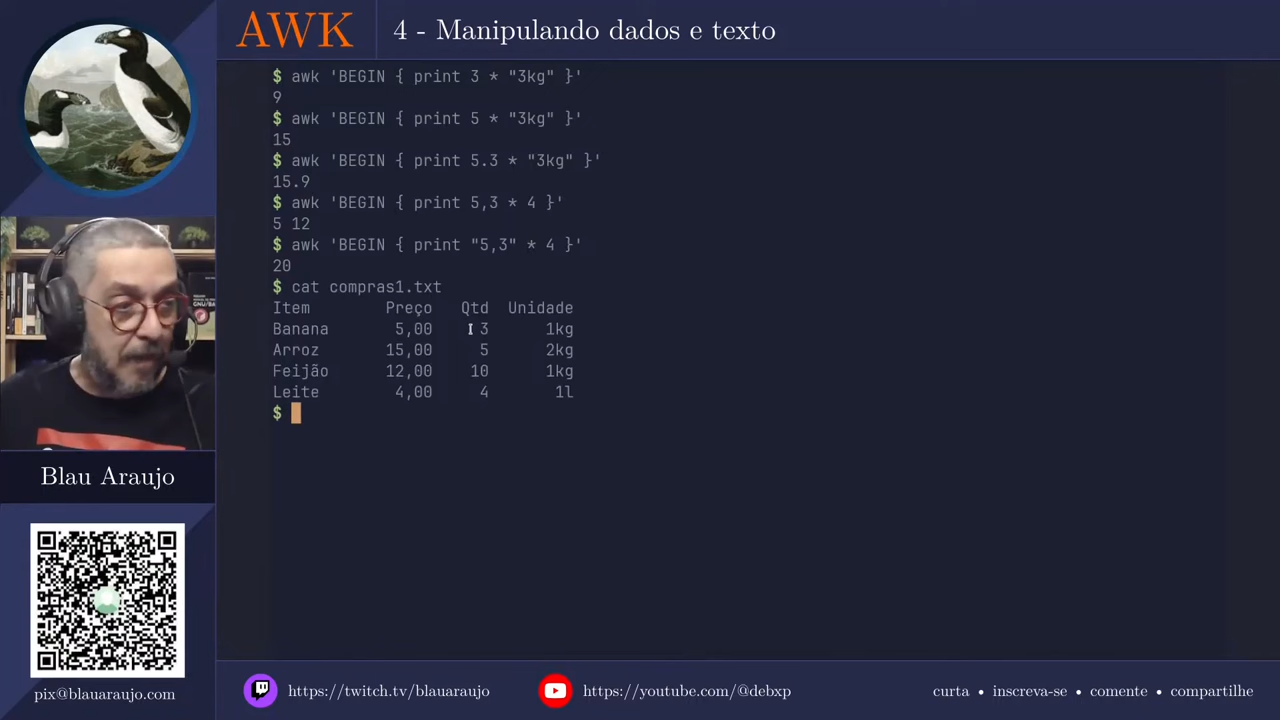 AWK
4 - Manipulando dados e texto
$ awk 'BEGIN { print 3 * "3kg" }'
9
$ awk 'BEGIN { print 5 * "3kg" }'
15
$ awk 'BEGIN { print 5.3 * "3kg" }'
15.9
$ awk 'BEGIN { print 5,3 * 4 }'
5 12
$ awk 'BEGIN { print "5,3" * 4 }'
20
$ cat compras1.txt
Item Preço Qtd Unidade
Banana 5,00 3 1kg
Arroz 15,00 5 2kg
Feijão 12,00 10 1kg
Leite 4,00 4 1l
$
Blau Araujo
pix@blauaraujo.com
https://twitch.tv/blauaraujo
https://youtube.com/@debxp
curta • inscreva-se • comente • compartilhe